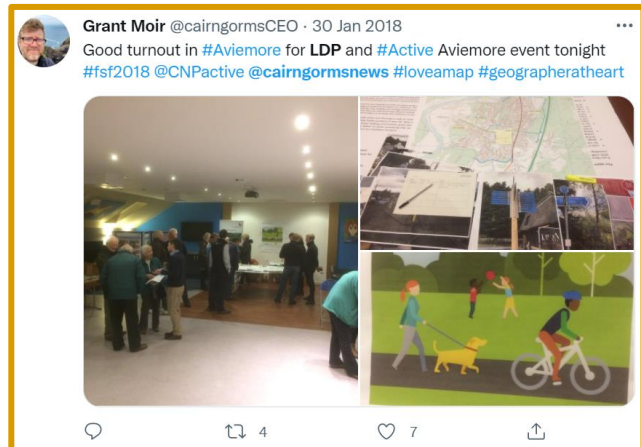 Grant Moir @cairngormsCEO · 30 Jan 2018
Good turnout in #Aviemore for LDP and #Active Aviemore event tonight
#fsf2018 @CNPactive @cairngormsnews #loveamap #geographeratheart
4
7